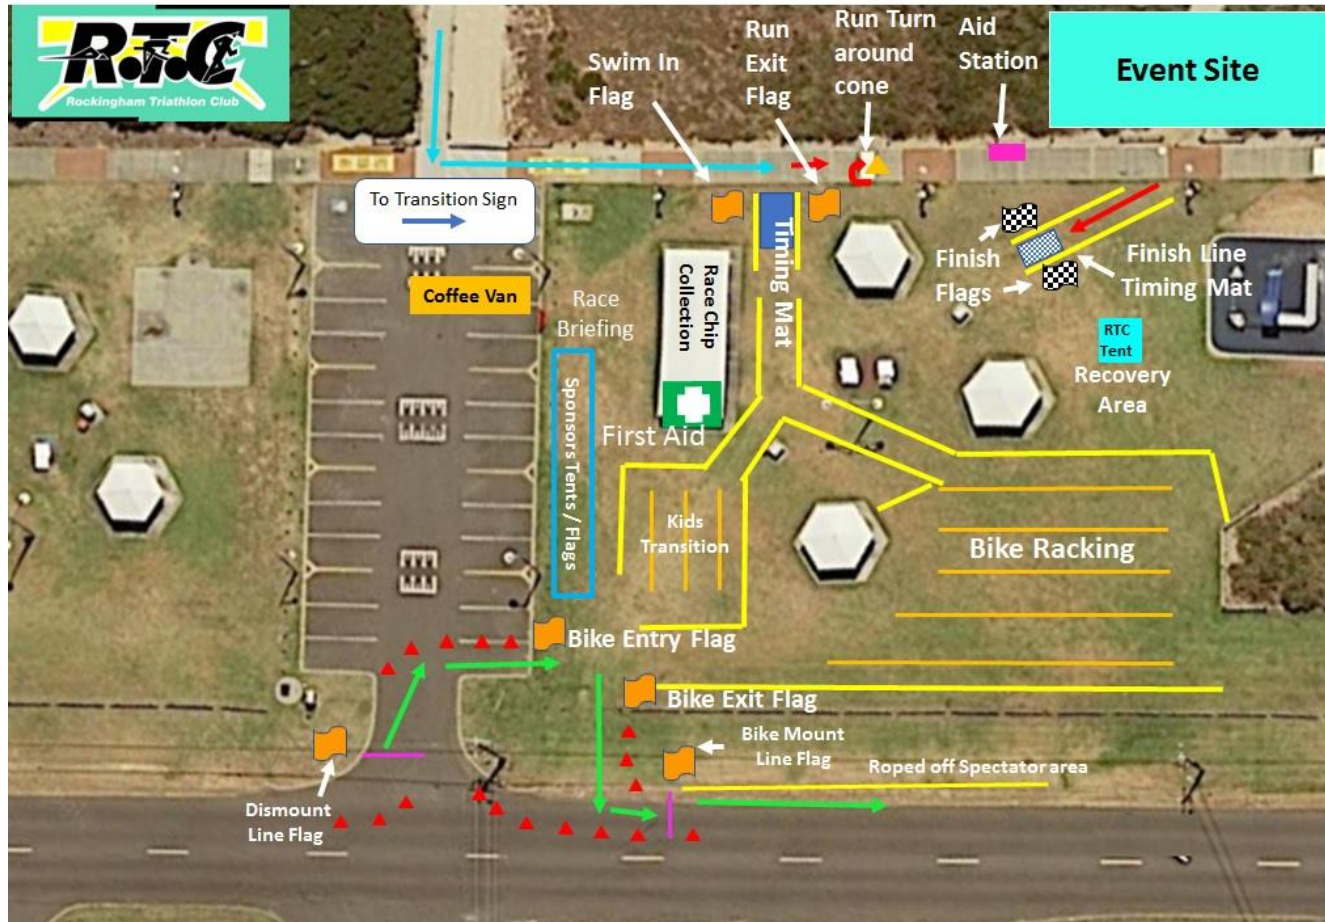 R.T.C
Rockingham Triathlon Club
Swim In
Flag
Run
Exit
Flag
Run Turn
around
cone
Aid
Station
Event Site
To Transition Sign
Coffee Van
Race
Briefing
Race Chip
Collection
Timing Mat
Finish
Flags
Finish Line
Timing Mat
RTC
Tent
Recovery
Area
Sponsors Tents / Flags
First Aid
Kids
Transition
Bike Racking
Bike Entry Flag
Bike Exit Flag
Bike Mount
Line Flag
Roped off Spectator area
Dismount
Line Flag